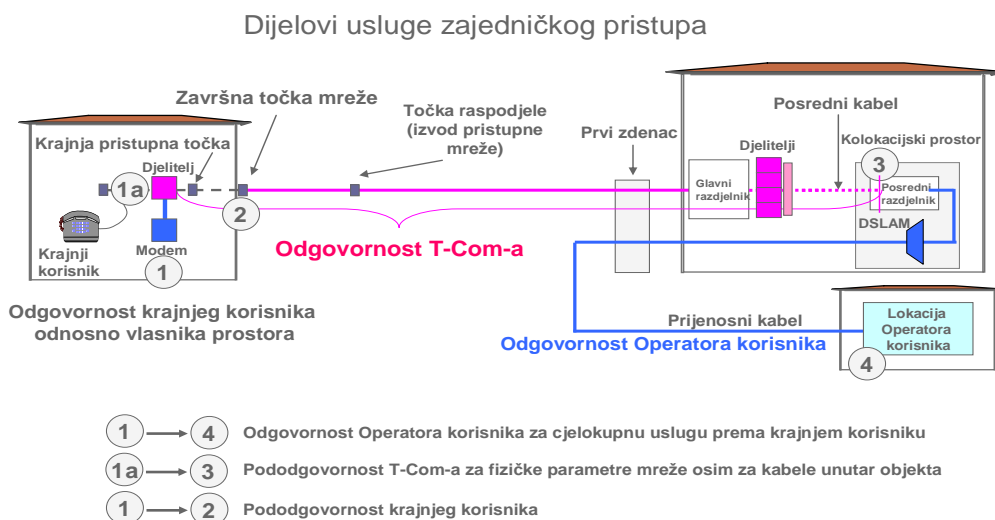 Dijelovi usluge zajedničkog pristupa
Završna točka mreže
Točka raspodjele
(izvod pristupne
mreže)
Prvi zdenac
Posredni kabel
Kolokacijski prostor
Krajnja pristupna točka
Djelitelj
Djelitelji
1a
2
3
Glavni
razdjelnik
Posredni
razdjelnik
DSLAM
Krajnji
korisnik
Modem
1
Odgovornost T-Com-a
Odgovornost krajnjeg korisnika
odnosno vlasnika prostora
Prijenosni kabel
Odgovornost Operatora korisnika
Lokacija
Operatora
korisnika
4
1 4 Odgovornost Operatora korisnika za cjelokupnu uslugu prema krajnjem korisniku
1a 3 Pododgovornost T-Com-a za fizičke parametre mreže osim za kabele unutar objekta
1 2 Pododgovornost krajnjeg korisnika